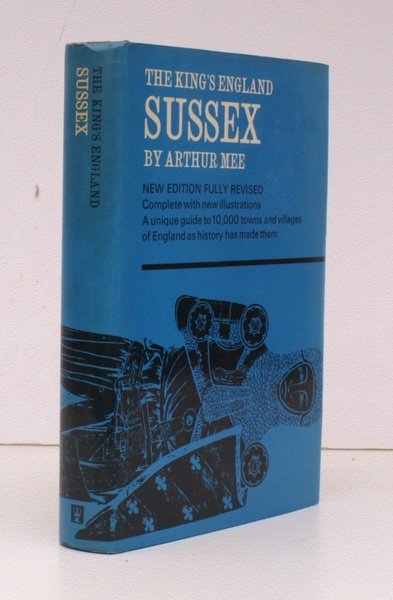 THE KING'S ENGLAND
SUSSEX
BY ARTHUR MEE
NEW EDITION FULLY REVISED
Complete with new illustrations
A unique guide to 10,000 towns and villages
of England as history has made them
THE KING'S ENGLAND
SUSSEX